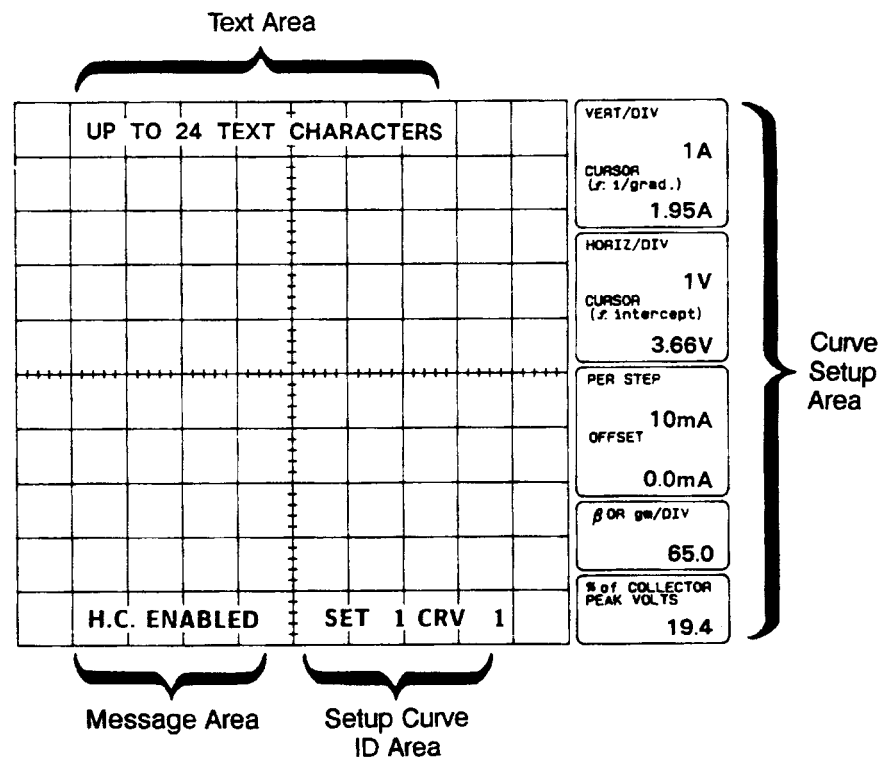 Text Area
UP TO 24 TEXT CHARACTERS
VERT/DIV
1A
CURSOR
(r: i/grad.)
1.95A
HORIZ/DIV
1V
CURSOR
(r: intercept)
3.66V
PER STEP
10mA
OFFSET
0.0mA
β OR gm/DIV
65.0
% of COLLECTOR
PEAK VOLTS
19.4
Curve
Setup
Area
H.C. ENABLED
SET 1 CRV 1
Message Area
Setup Curve
ID Area